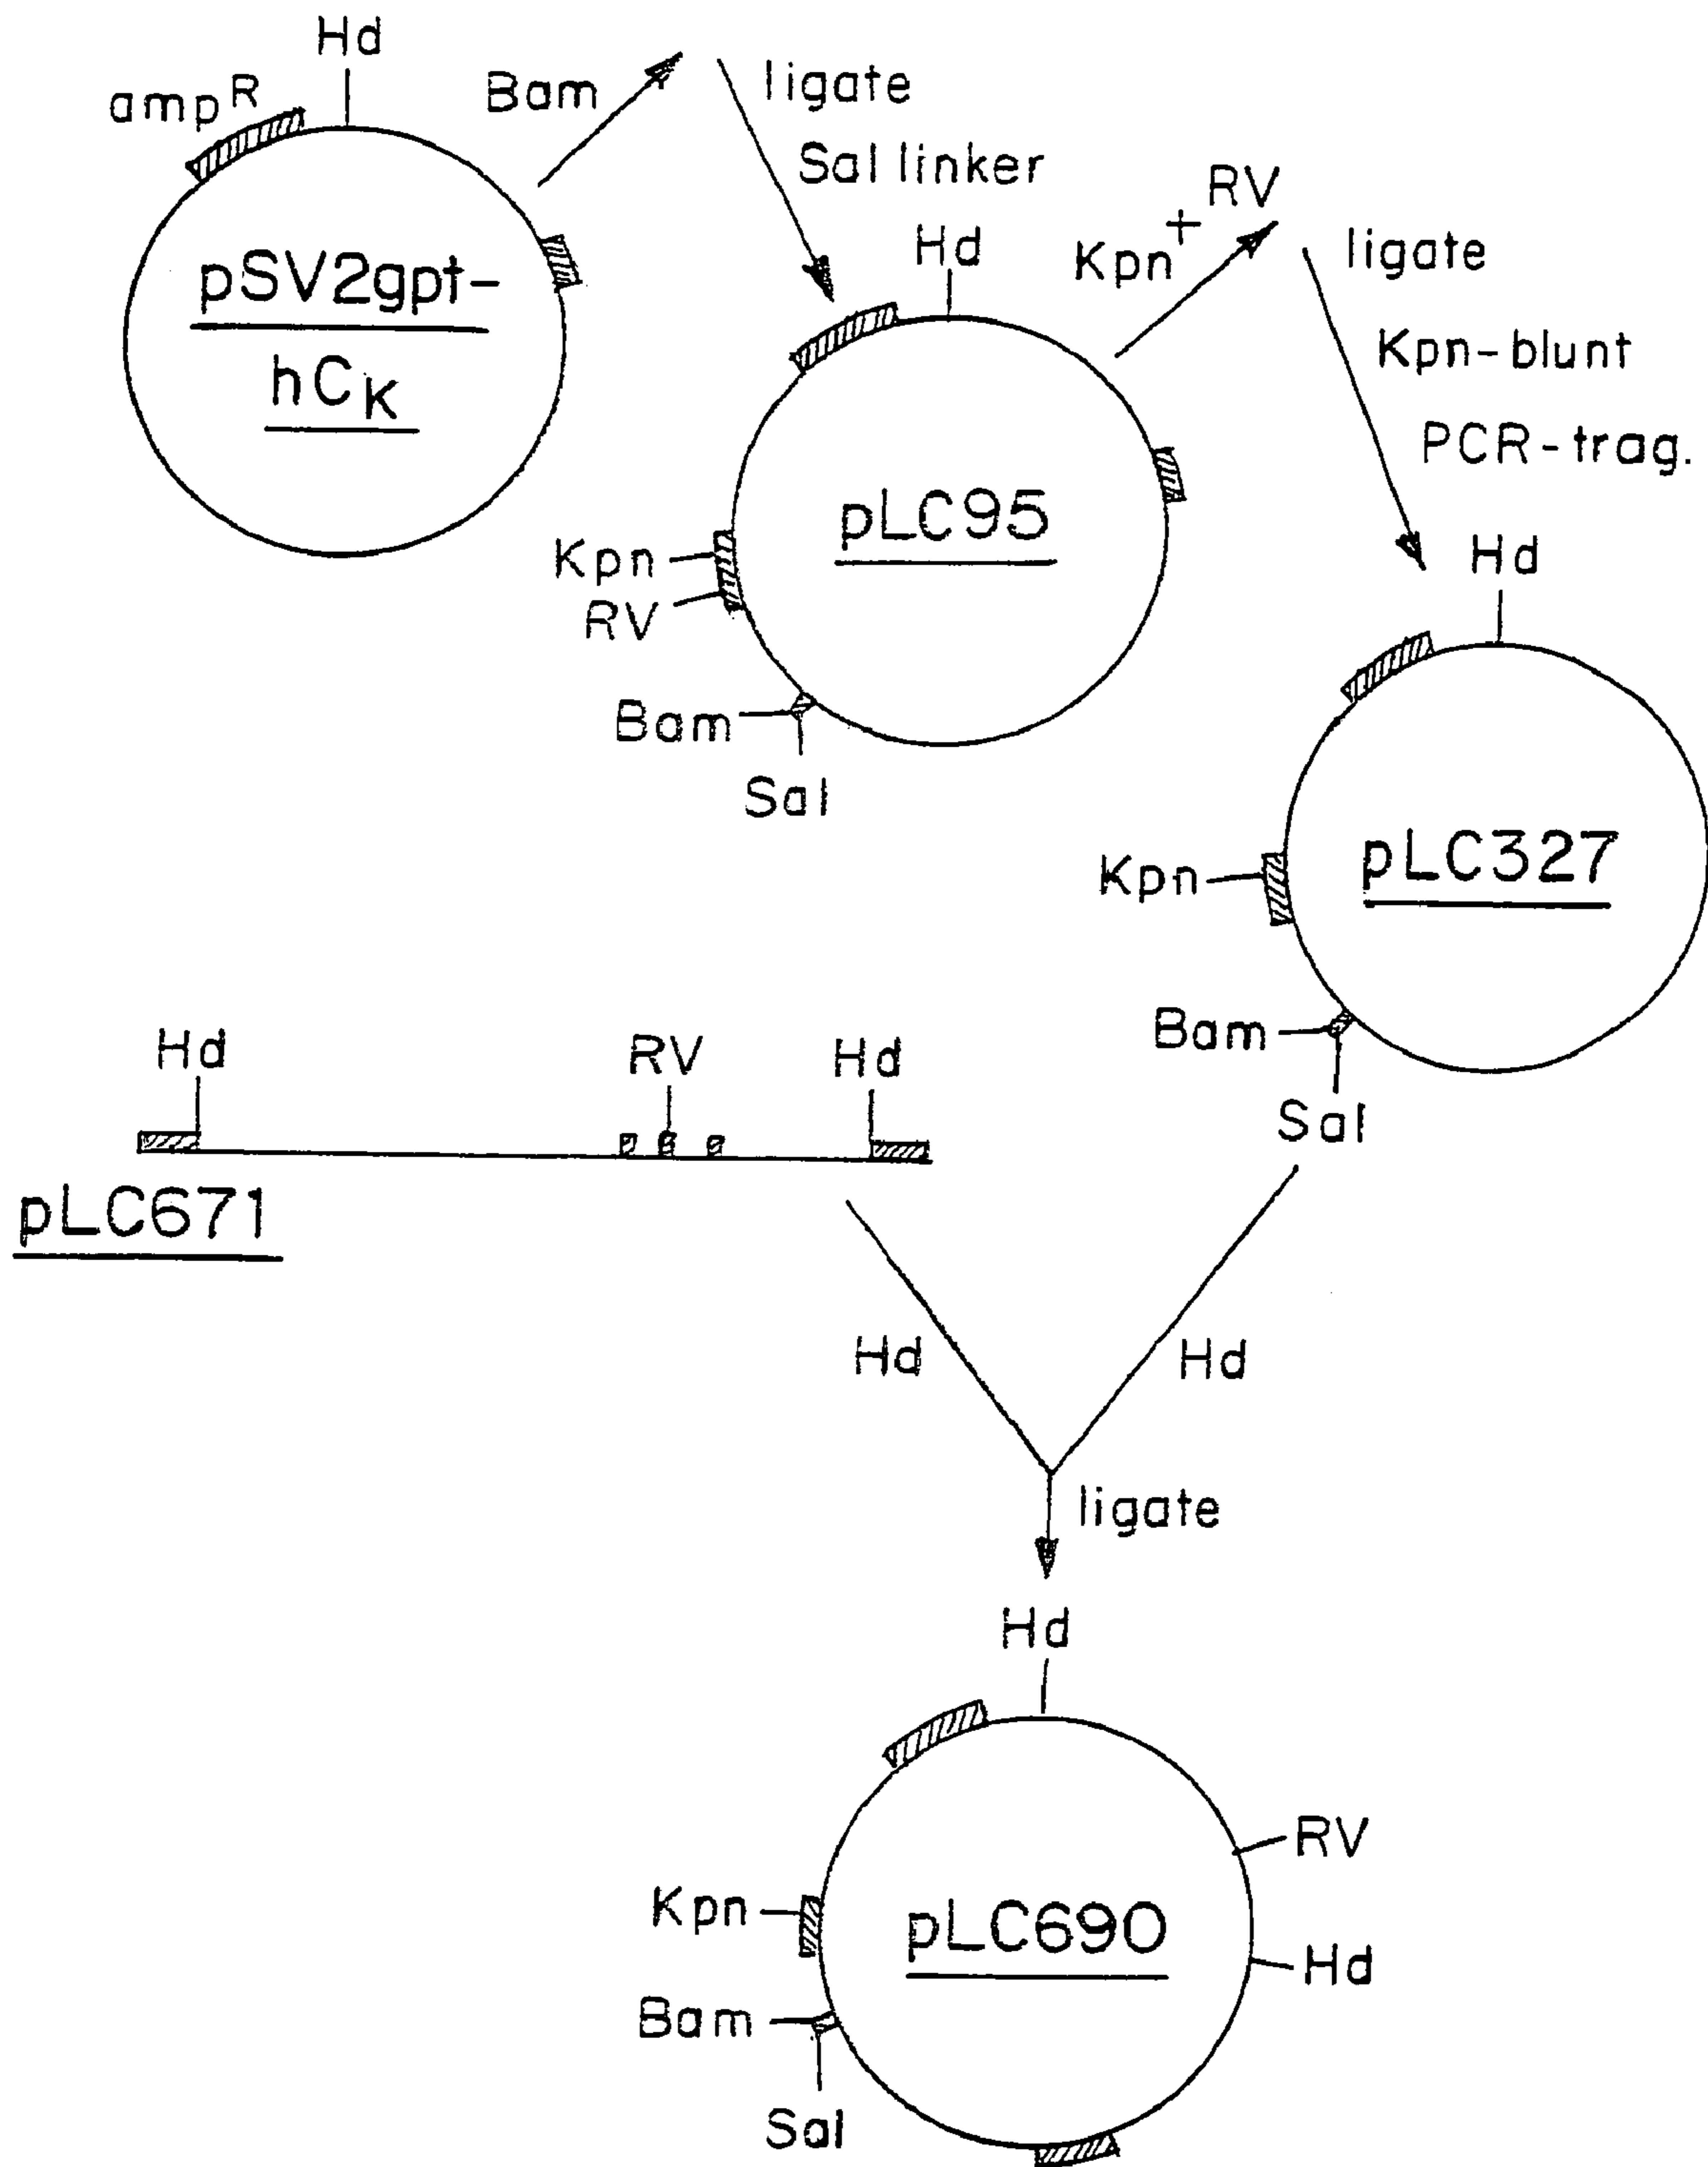 Hd
amp R
Bam
ligate
Sal linker
pSV2gpt-
hCK
Hd
Kpn + RV
ligate
Kpn-blunt
PCR-trag.
pLC95
Kpn
RV
Bam
Sal
Hd
Kpn
pLC327
Bam
Sal
Hd
RV
Hd
pLC671
Hd
Hd
ligate
Hd
RV
Kpn
pLC690
Hd
Bam
Sal